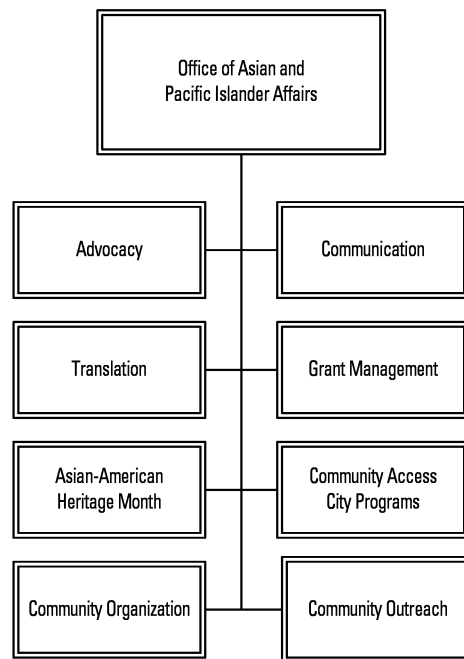 Office of Asian and
Pacific Islander Affairs
Advocacy
Communication
Translation
Grant Management
Asian-American
Heritage Month
Community Access
City Programs
Community Organization
Community Outreach